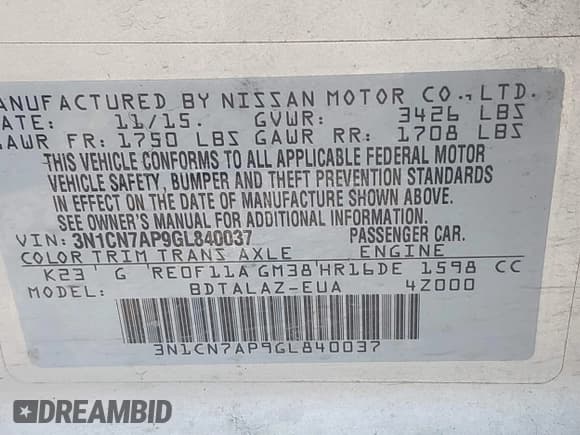 MANUFACTURED BY NISSAN MOTOR CO., LTD.
DATE: 11/15. GVWR: 3426 LBS
GAWR FR: 1750 LBS GAWR RR: 1708 LBS
THIS VEHICLE CONFORMS TO ALL APPLICABLE FEDERAL MOTOR
VEHICLE SAFETY, BUMPER AND THEFT PREVENTION STANDARDS
IN EFFECT ON THE DATE OF MANUFACTURE SHOWN ABOVE.
SEE OWNER'S MANUAL FOR ADDITIONAL INFORMATION.
VIN: 3N1CN7AP9GL840037 PASSENGER CAR.
COLOR TRIM TRANS AXLE ENGINE
K23 G RE0F11A GM38 HR16DE 1598 CC
MODEL: BDTALAZ-EUA 4Z000
3N1CN7AP9GL840037
DREAMBID